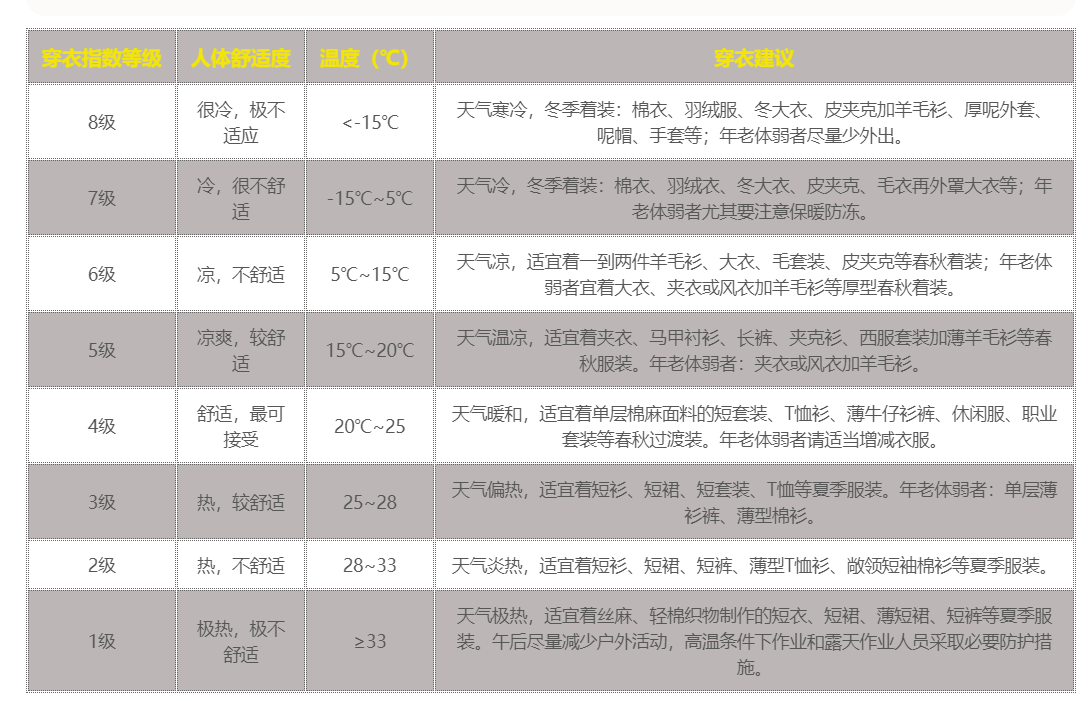 穿衣指数等级 人体舒适度 温度（℃） 穿衣建议
8级
很冷，极不
适应
<-15℃
天气寒冷，冬季着装：棉衣、羽绒服、冬大衣、皮夹克加羊毛衫、厚呢外套、
呢帽、手套等；年老体弱者尽量少外出。
7级
冷，很不舒
适
-15℃~5℃
天气冷，冬季着装：棉衣、羽绒衣、冬大衣、皮夹克、毛衣再外罩大衣等；年
老体弱者尤其要注意保暖防冻。
6级
凉，不舒适
5℃~15℃
天气凉，适宜着一到两件羊毛衫、大衣、毛套装、皮夹克等春秋着装；年老体
弱者宜着大衣、夹衣或风衣加羊毛衫等厚型春秋着装。
5级
凉爽，较舒
适
15℃~20℃
天气温凉，适宜着夹衣、马甲衬衫、长裤、夹克衫、西服套装加薄羊毛衫等春
秋服装。年老体弱者：夹衣或风衣加羊毛衫。
4级
舒适，最可
接受
20℃~25
天气暖和，适宜着单层棉麻面料的短套装、T恤衫、薄牛仔衫裤、休闲服、职业
套装等春秋过渡装。年老体弱者请适当增减衣服。
3级
热，较舒适
25~28
天气偏热，适宜着短衫、短裙、短套装、T恤等夏季服装。年老体弱者：单层薄
衫裤、薄型棉衫。
2级
热，不舒适
28~33
天气炎热，适宜着短衫、短裙、短裤、薄型T恤衫、敞领短袖棉衫等夏季服装。
1级
极热，极不
舒适
≥33
天气极热，适宜着丝麻、轻棉织物制作的短衣、短裙、薄短裙、短裤等夏季服
装。午后尽量减少户外活动，高温条件下作业和露天作业人员采取必要防护措
施。